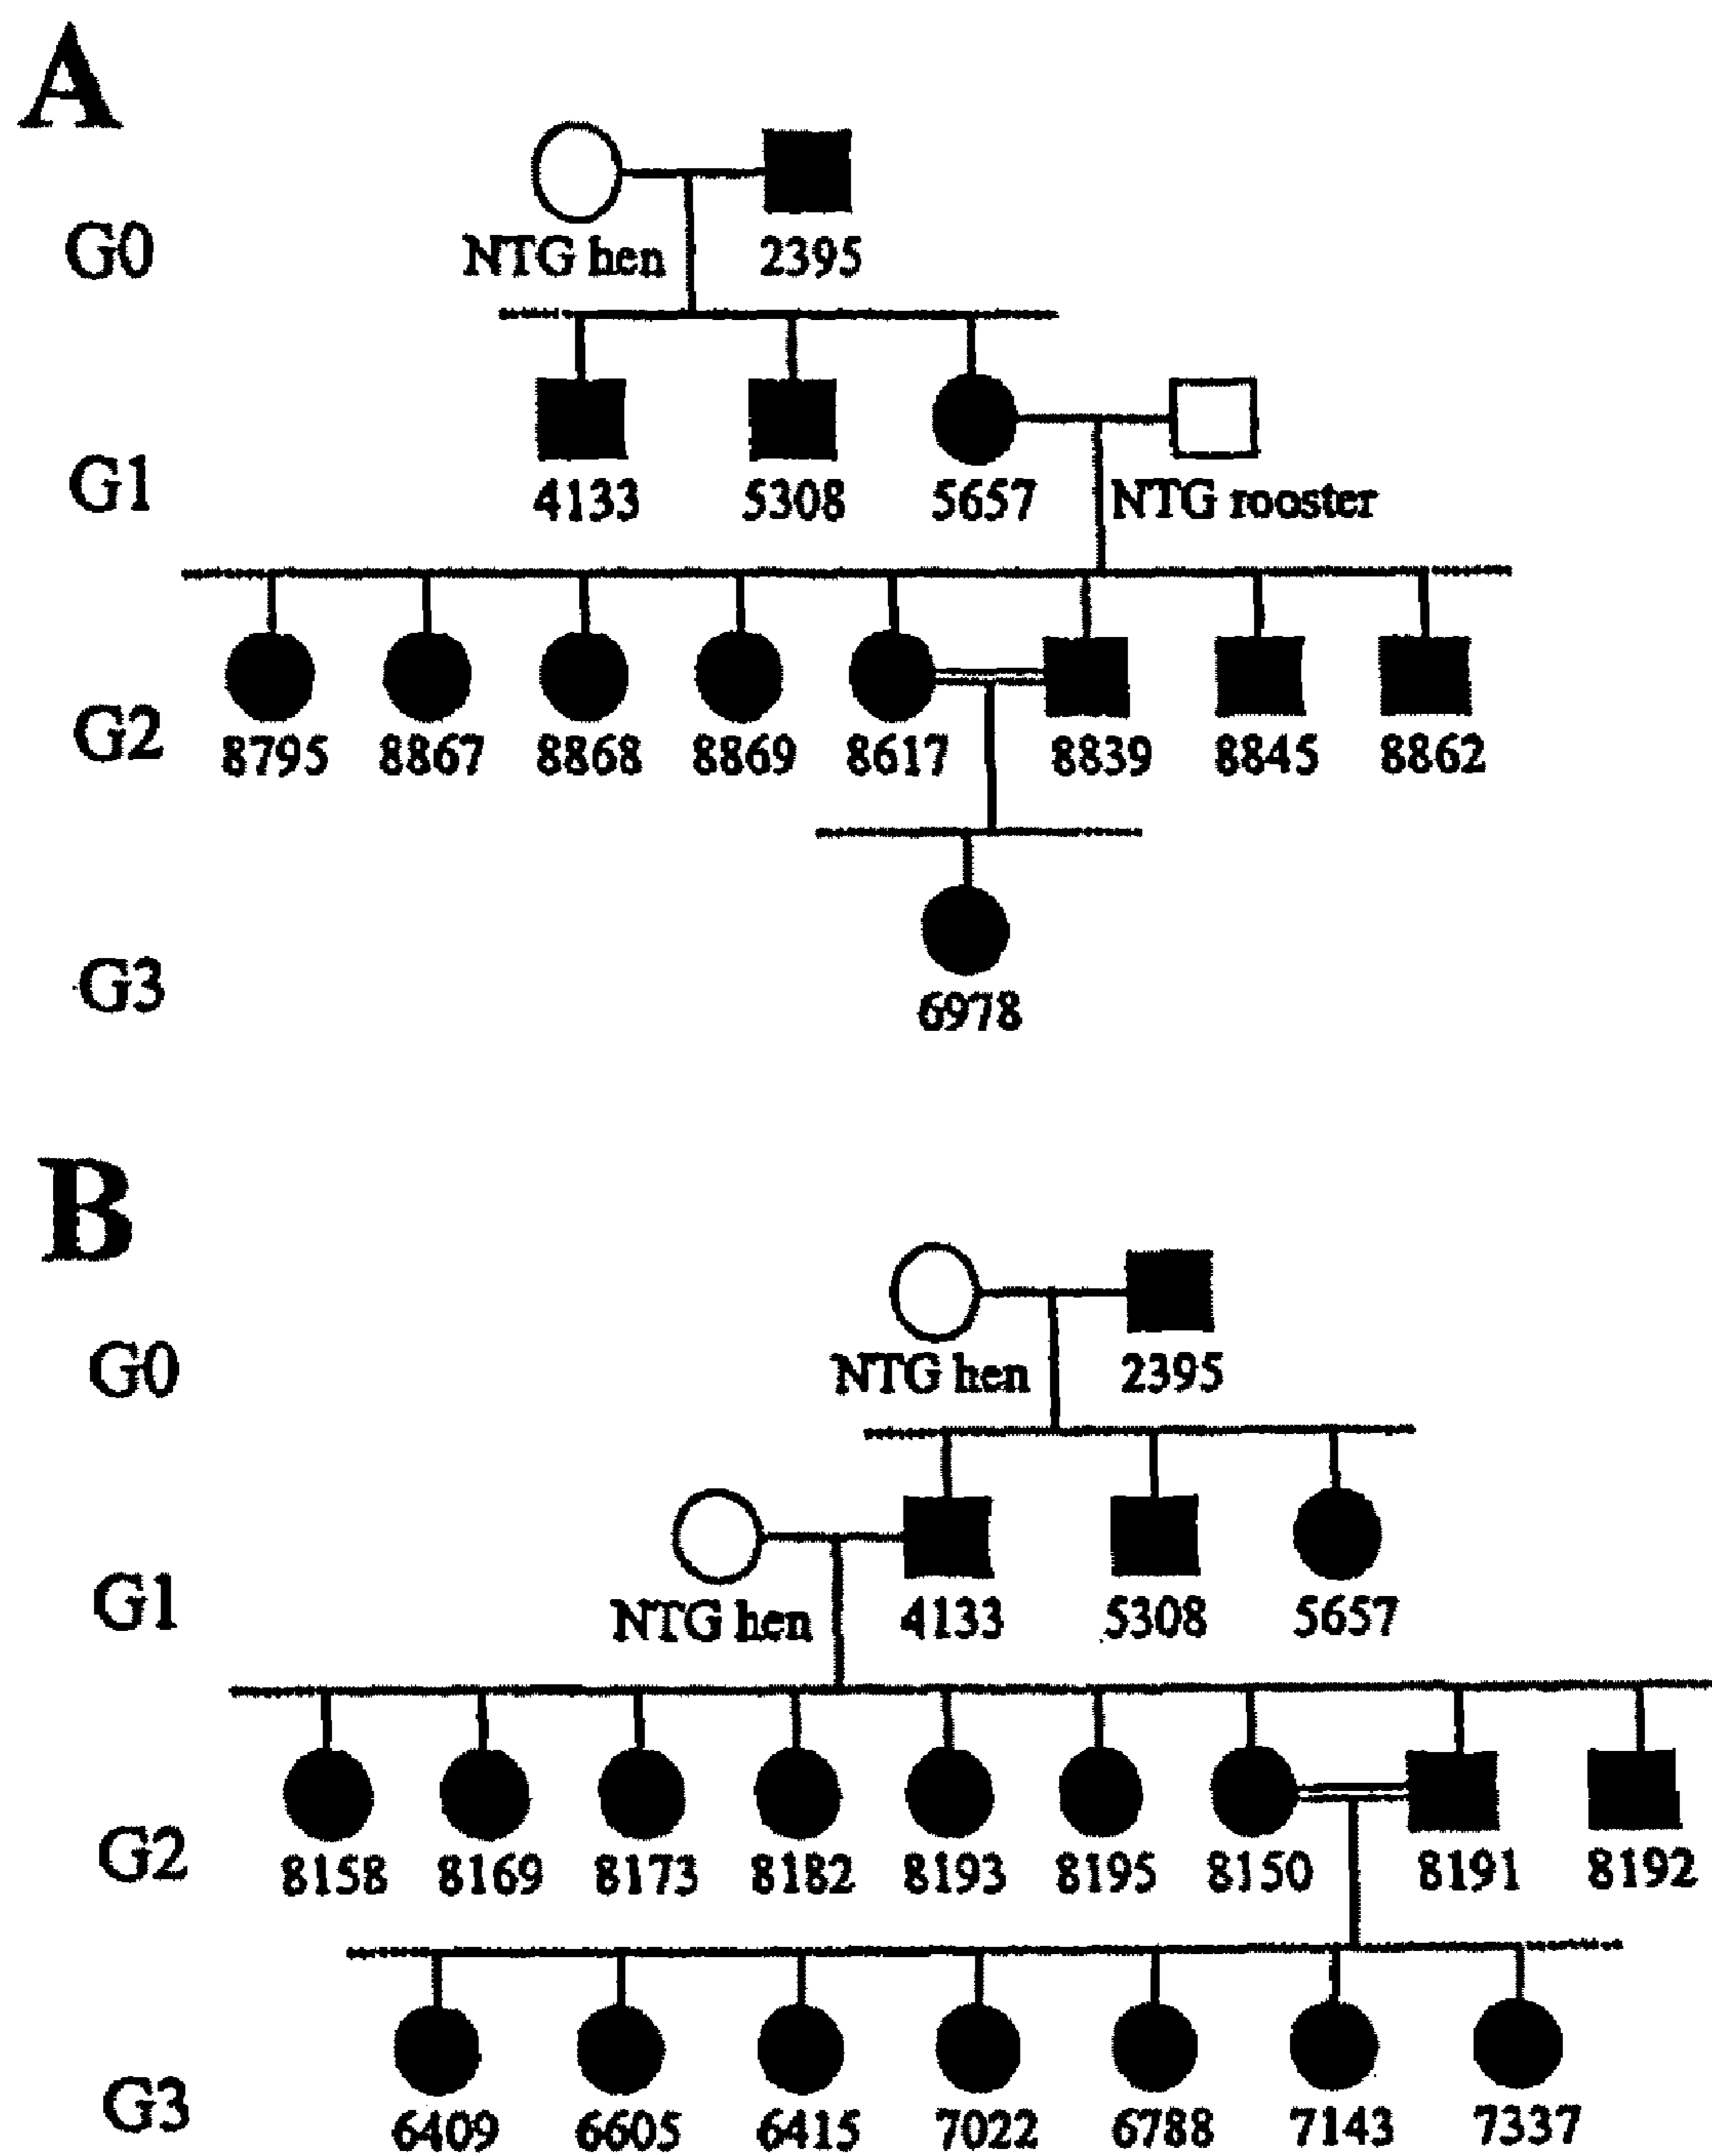 A
G0
NTG hen 2395
G1
4133 5308 5657 NTG rooster
G2
8795 8867 8868 8869 8617 8839 8845 8862
G3
6978
B
G0
NTG hen 2395
G1
NTG hen 4133 5308 5657
G2
8158 8169 8173 8182 8193 8195 8150 8191 8192
G3
6409 6605 6415 7022 6788 7143 7337